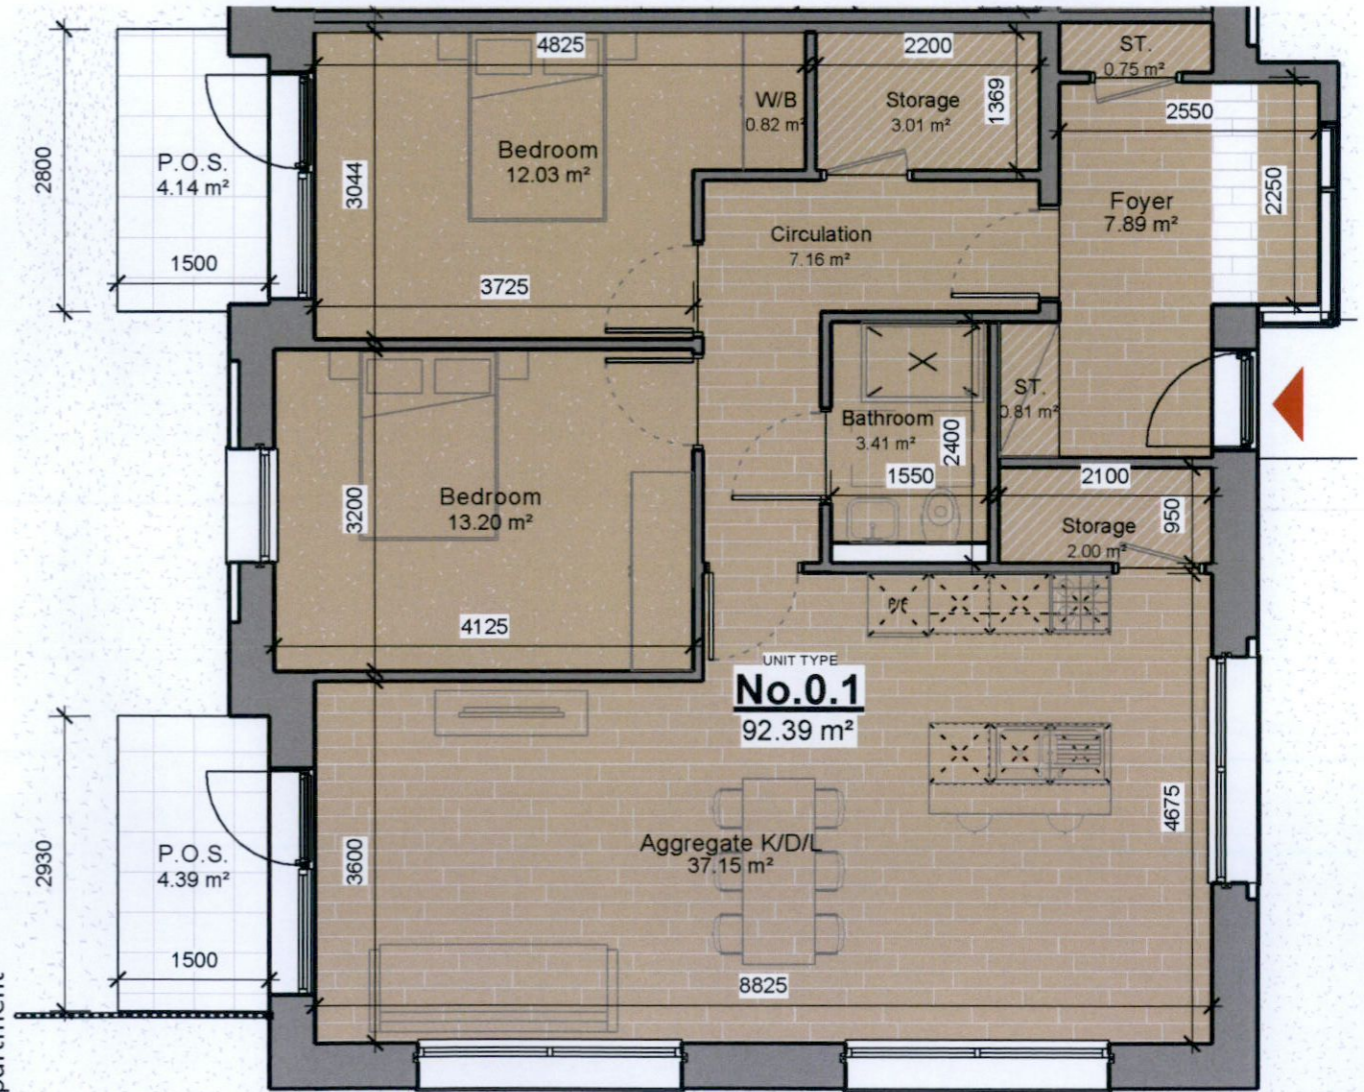 4825
2200
ST.
0.75 m²
W/B
0.82 m²
Storage
3.01 m²
1369
2550
Bedroom
12.03 m²
P.O.S.
4.14 m²
2800
3044
Foyer
7.89 m²
2250
Circulation
7.16 m²
1500
3725
ST.
0.81 m²
Bathroom
3.41 m²
2400
1550
2100
Bedroom
13.20 m²
3200
Storage
2.00 m²
950
P/F
4125
UNIT TYPE
No.0.1
92.39 m²
4675
Aggregate K/D/L
37.15 m²
P.O.S.
4.39 m²
2930
3600
1500
8825
partment